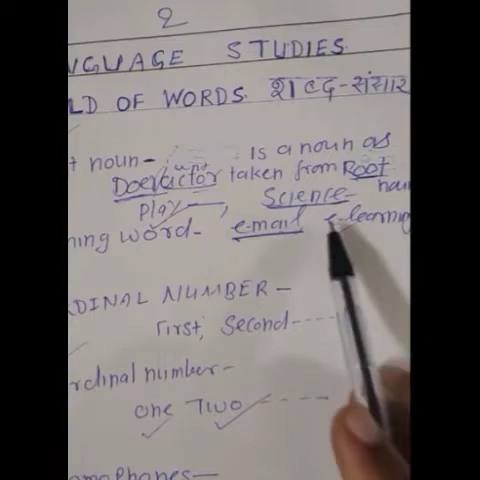 2
NGUAGE STUDIES.
LD OF WORDS. शब्द-संसार
t noun- is a noun as
Doer/actor taken from Root
Play —, Science-
ning word- e-mail e-learning
DINAL NUMBER -
First, Second----
rdinal number-
one Two ----
mophones-